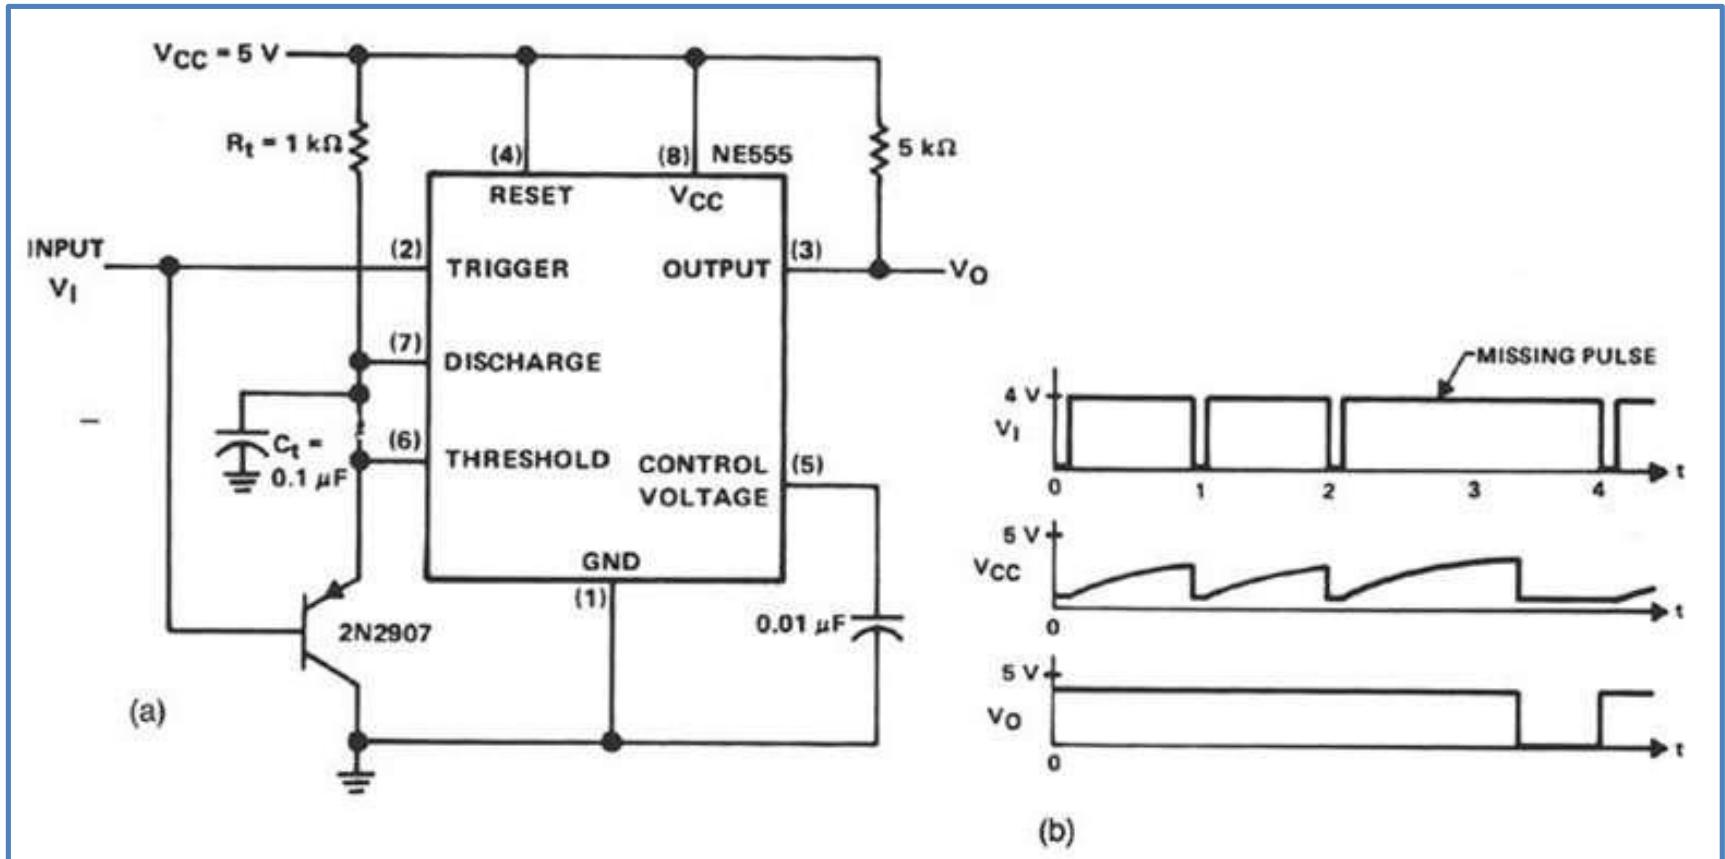 VCC = 5 V
Rt = 1 kΩ
(4)
(8) NE555
5 kΩ
RESET
VCC
INPUT
VI
(2)
TRIGGER
OUTPUT
(3)
VO
(7)
DISCHARGE
Ct =
0.1 μF
(6)
THRESHOLD
CONTROL
VOLTAGE
(5)
GND
(1)
2N2907
0.01 μF
(a)
MISSING PULSE
4 V
VI
0 1 2 3 4 t
5 V
VCC
0 t
5 V
VO
0 t
(b)